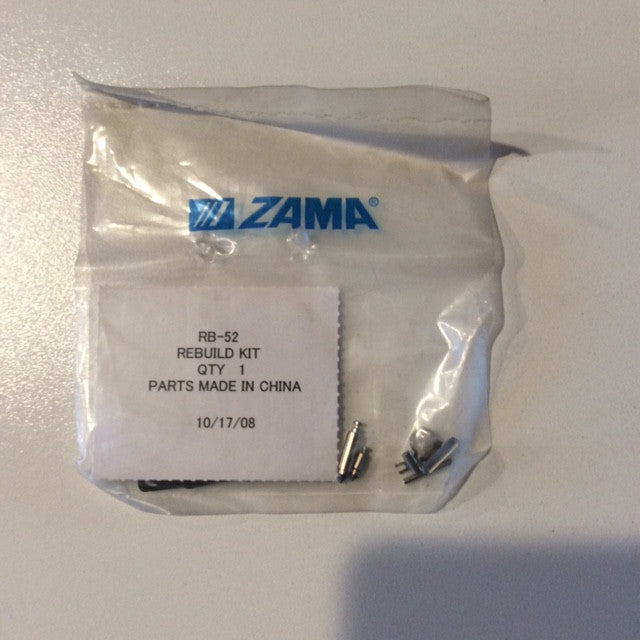 ZAMA®
RB-52
REBUILD KIT
QTY 1
PARTS MADE IN CHINA
10/17/08